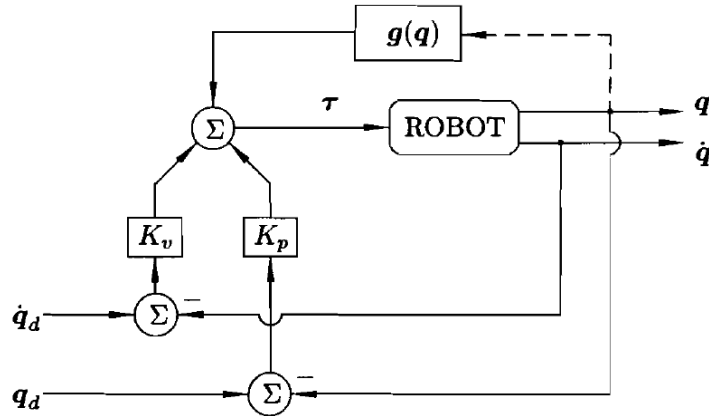 g(q)
τ
q
Σ
ROBOT
q̇
K_v
K_p
q̇_d
Σ
−
q_d
Σ
−